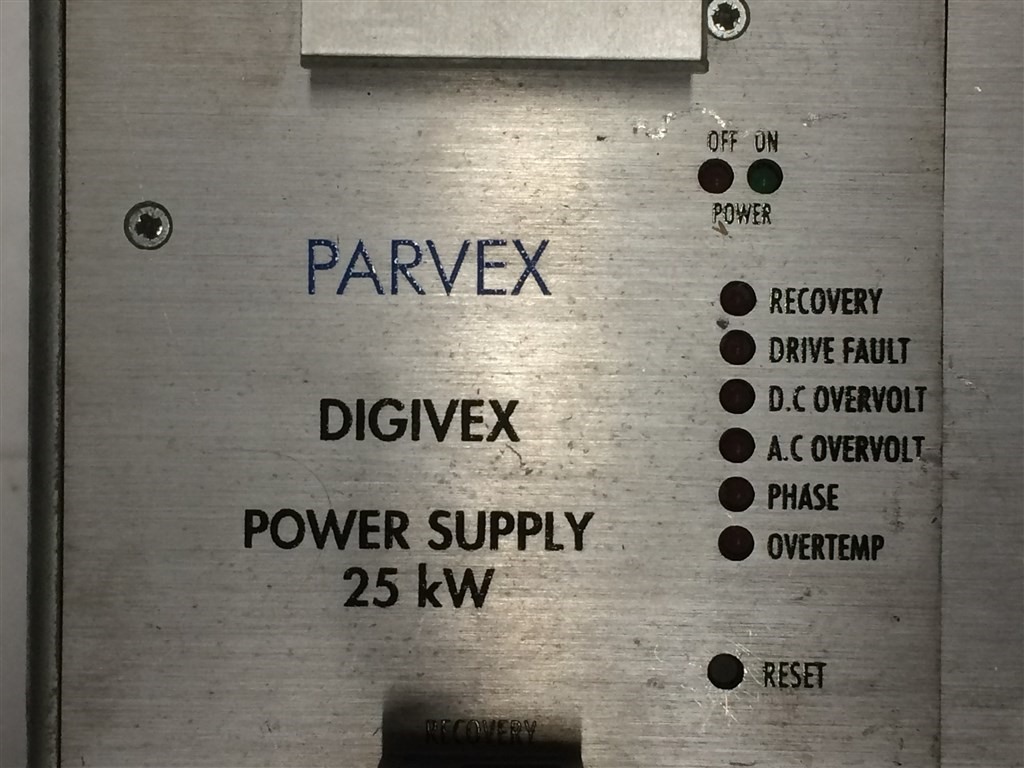 OFF ON
POWER
PARVEX
RECOVERY
DRIVE FAULT
D.C OVERVOLT
DIGIVEX
A.C OVERVOLT
PHASE
POWER SUPPLY
OVERTEMP
25 kW
RESET
RECOVERY